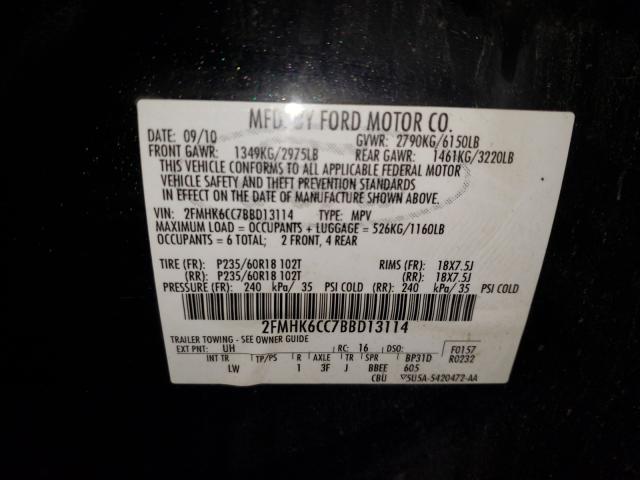 MFD. BY FORD MOTOR CO.
DATE: 09/10 GVWR: 2790KG/6150LB
FRONT GAWR: 1349KG/2975LB REAR GAWR: 1461KG/3220LB
THIS VEHICLE CONFORMS TO ALL APPLICABLE FEDERAL MOTOR
VEHICLE SAFETY AND THEFT PREVENTION STANDARDS
IN EFFECT ON THE DATE OF MANUFACTURE SHOWN ABOVE.
VIN: 2FMHK6CC7BBD13114 TYPE: MPV
MAXIMUM LOAD = OCCUPANTS + LUGGAGE = 526KG/1160LB
OCCUPANTS = 6 TOTAL; 2 FRONT, 4 REAR
TIRE (FR): P235/60R18 102T RIMS (FR): 18X7.5J
(RR): P235/60R18 102T (RR): 18X7.5J
PRESSURE (FR): 240 kPa/ 35 PSI COLD (RR): 240 kPa/ 35 PSI COLD
2FMHK6CC7BBD13114
TRAILER TOWING - SEE OWNER GUIDE
EXT PNT: UH RC: 16 DSO: F0157
INT TR TP/PS R AXLE TR SPR BP31D R0232
LW 1 3F J BBEE 605
CBU 5U5A-5420472-AA